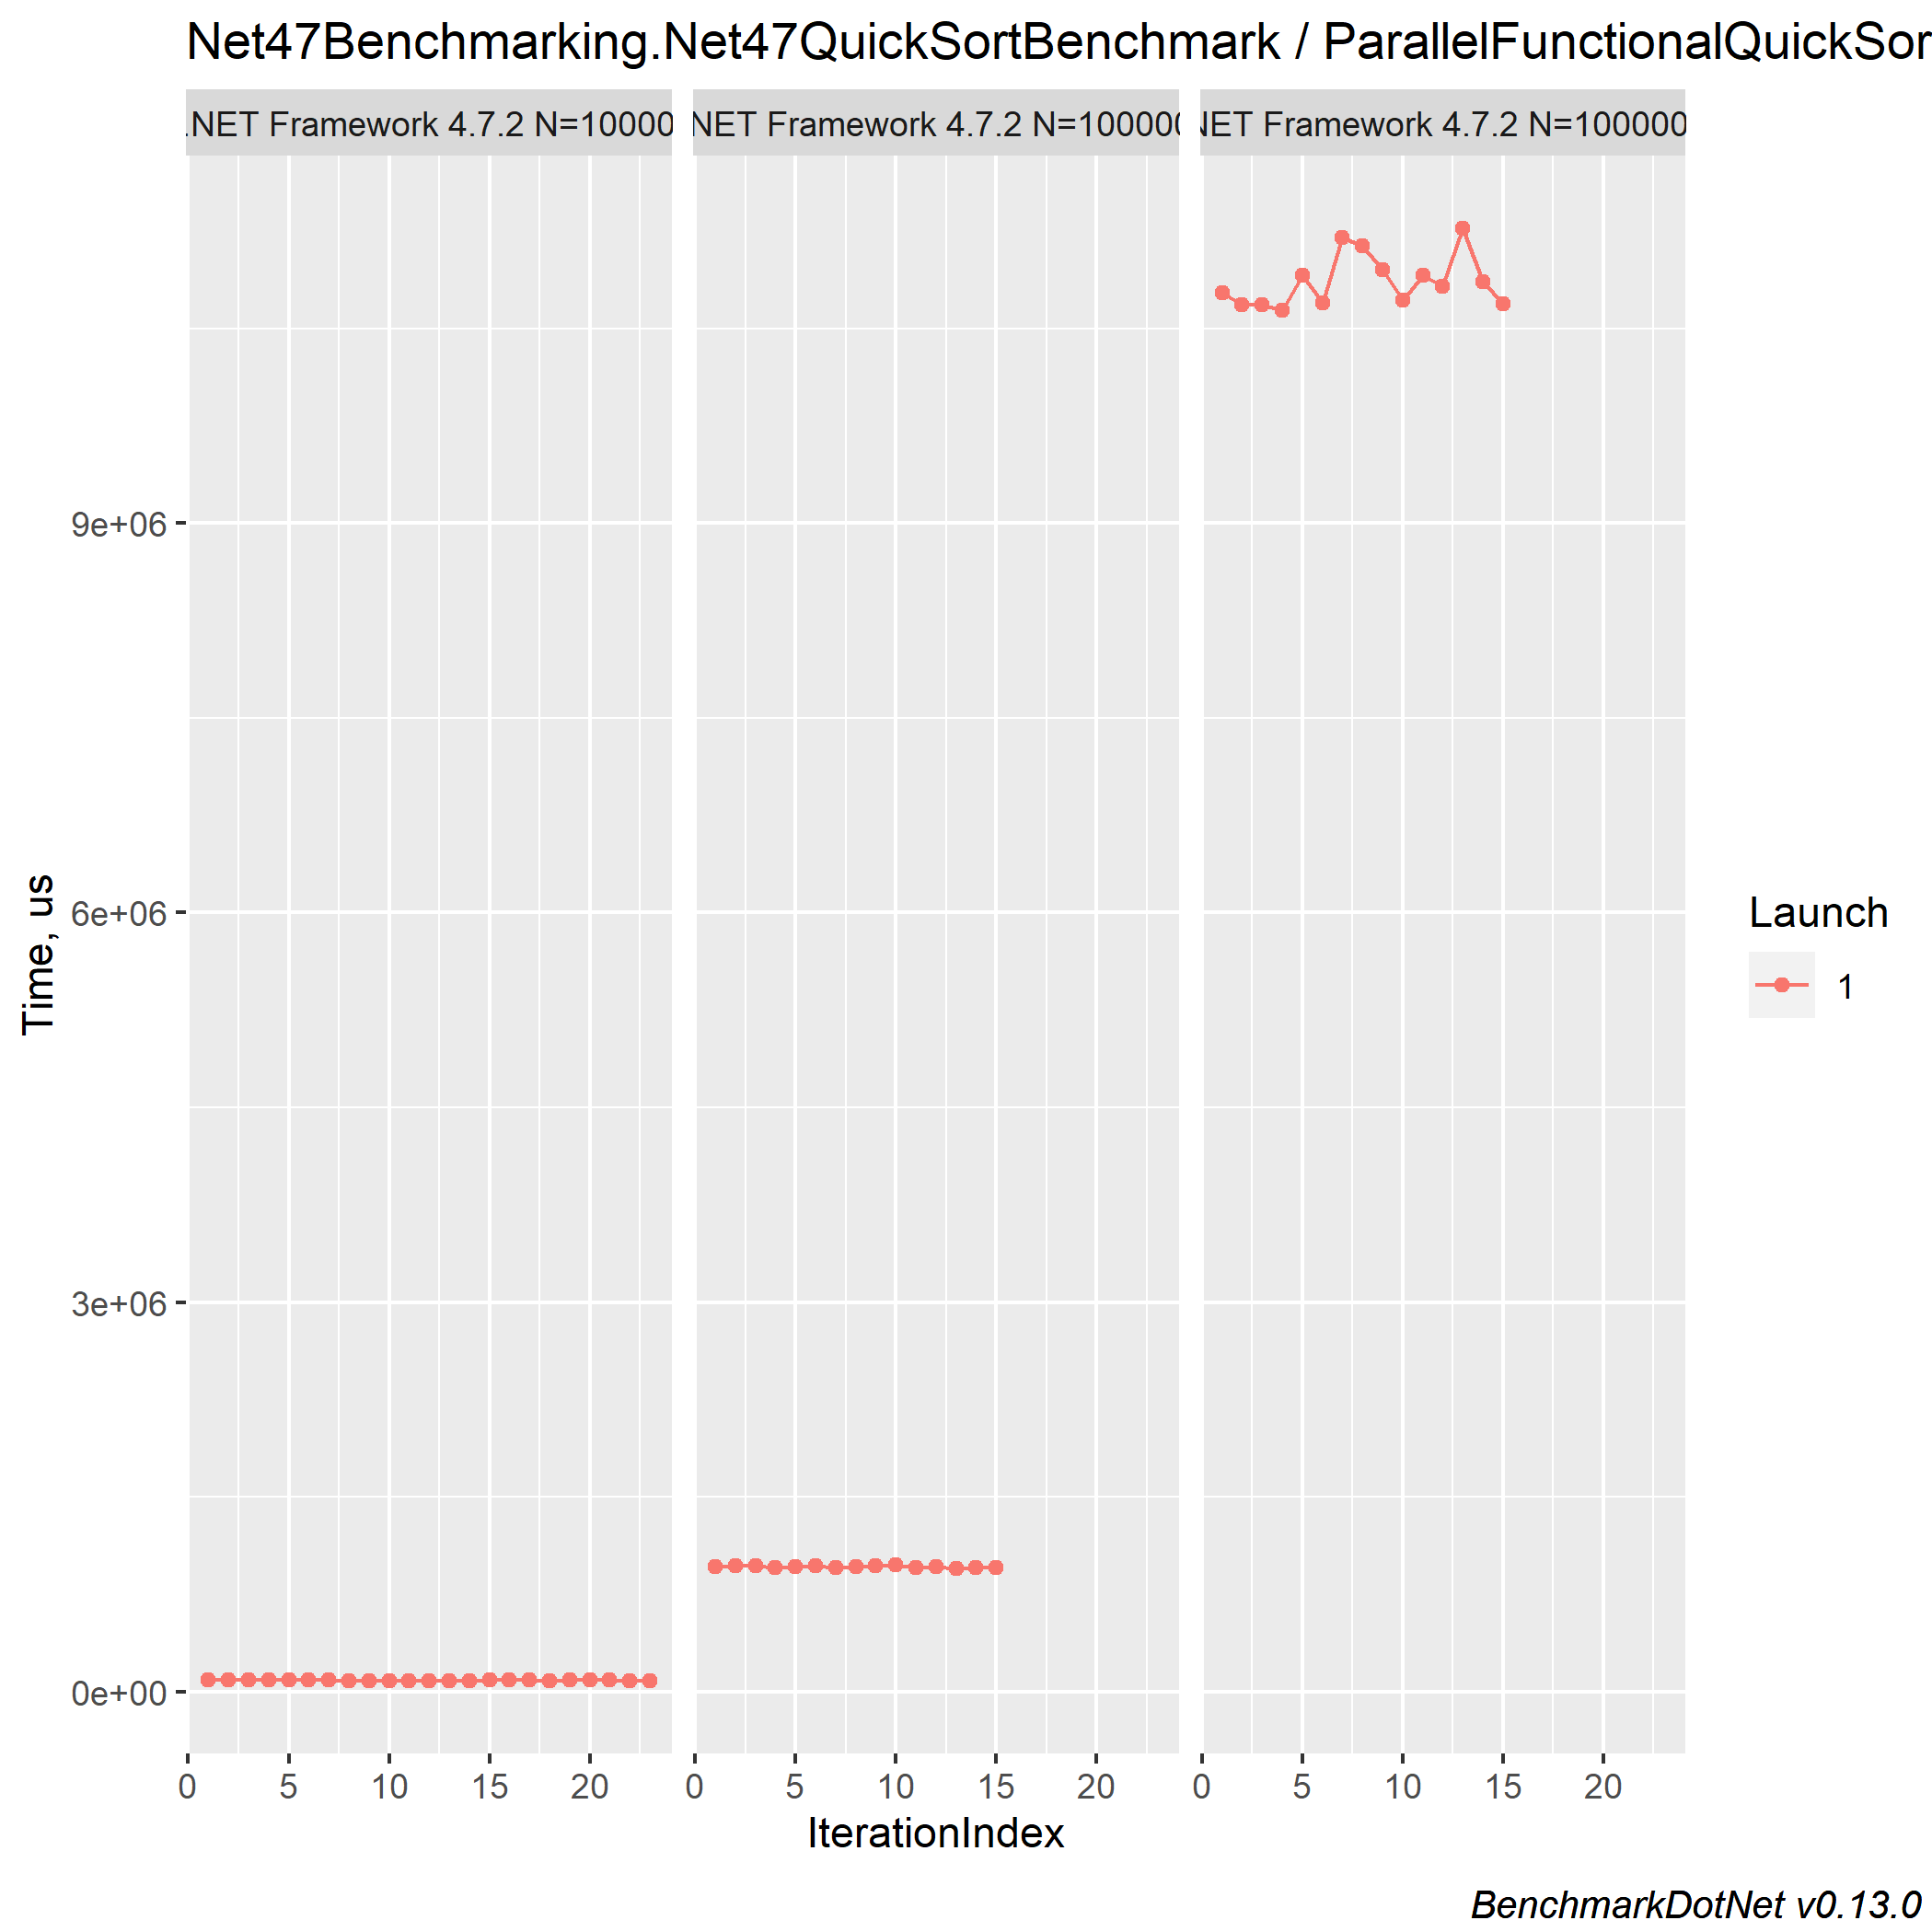 Net47Benchmarking.Net47QuickSortBenchmark / ParallelFunctionalQuickSor
.NET Framework 4.7.2 N=10000
NET Framework 4.7.2 N=100000
NET Framework 4.7.2 N=100000
9e+06
6e+06
3e+06
0e+00
Time, us
0 5 10 15 20
0 5 10 15 20
0 5 10 15 20
IterationIndex
Launch
1
BenchmarkDotNet v0.13.0